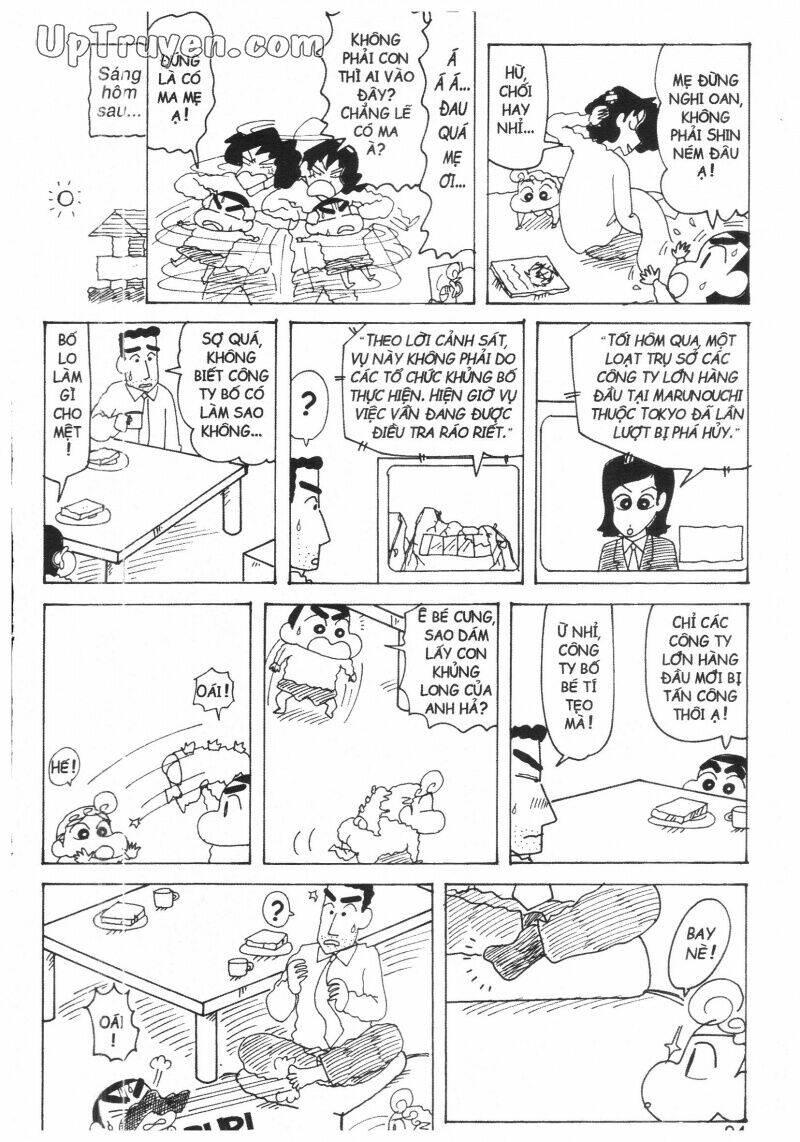 UpTruyen.com
MẸ ĐỪNG
NGHI OAN,
KHÔNG
PHẢI SHIN
NÉM ĐÂU
Ạ!
HỪ,
CHỐI
HAY
NHỈ...
Á
Á Á...
ĐAU
QUÁ
MẸ
ƠI...
KHÔNG
PHẢI CON
THÌ AI VÀO
ĐÂY?
CHẲNG LẼ
CÓ MA
À?
ĐÚNG
LÀ CÓ
MA MẸ
Ạ!
Sáng
hôm
sau...
"TỐI HÔM QUA, MỘT
LOẠT TRỤ SỞ CÁC
CÔNG TY LỚN HÀNG
ĐẦU TẠI MARUNOUCHI
THUỘC TOKYO ĐÃ LẦN
LƯỢT BỊ PHÁ HỦY."
"THEO LỜI CẢNH SÁT,
VỤ NÀY KHÔNG PHẢI DO
CÁC TỔ CHỨC KHỦNG BỐ
THỰC HIỆN. HIỆN GIỜ VỤ
VIỆC VẪN ĐANG ĐƯỢC
ĐIỀU TRA RÁO RIẾT."
?
SỢ QUÁ,
KHÔNG
BIẾT CÔNG
TY BỐ CÓ
LÀM SAO
KHÔNG...
BỐ
LO
LÀM
GÌ
CHO
MỆT
!
CHỈ CÁC
CÔNG TY
LỚN HÀNG
ĐẦU MỚI BỊ
TẤN CÔNG
THÔI Ạ!
Ừ NHỈ,
CÔNG
TY BỐ
BÉ TÍ
TẸO
MÀ!
Ê BÉ CƯNG,
SAO DÁM
LẤY CON
KHỦNG
LONG CỦA
ANH HẢ?
OÁI!
HẾ!
BAY
NÈ!
?
OÁI
!